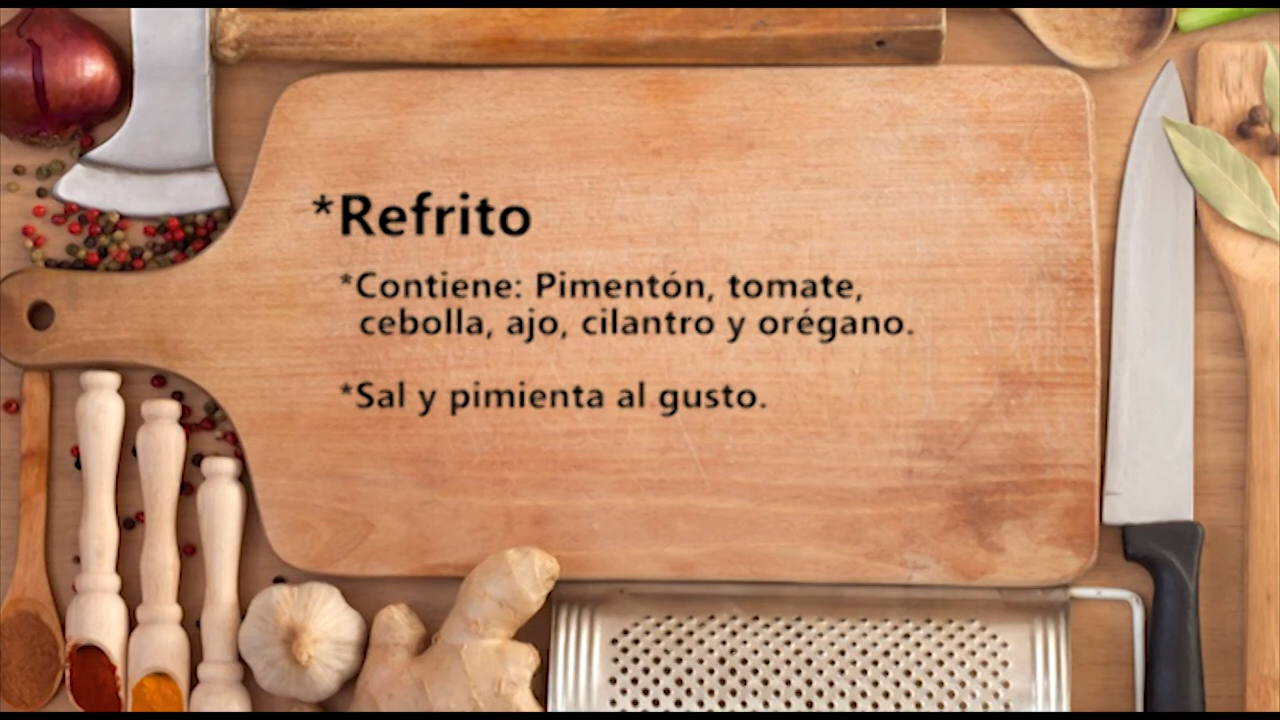 *Refrito
*Contiene: Pimentón, tomate,
cebolla, ajo, cilantro y orégano.
*Sal y pimienta al gusto.